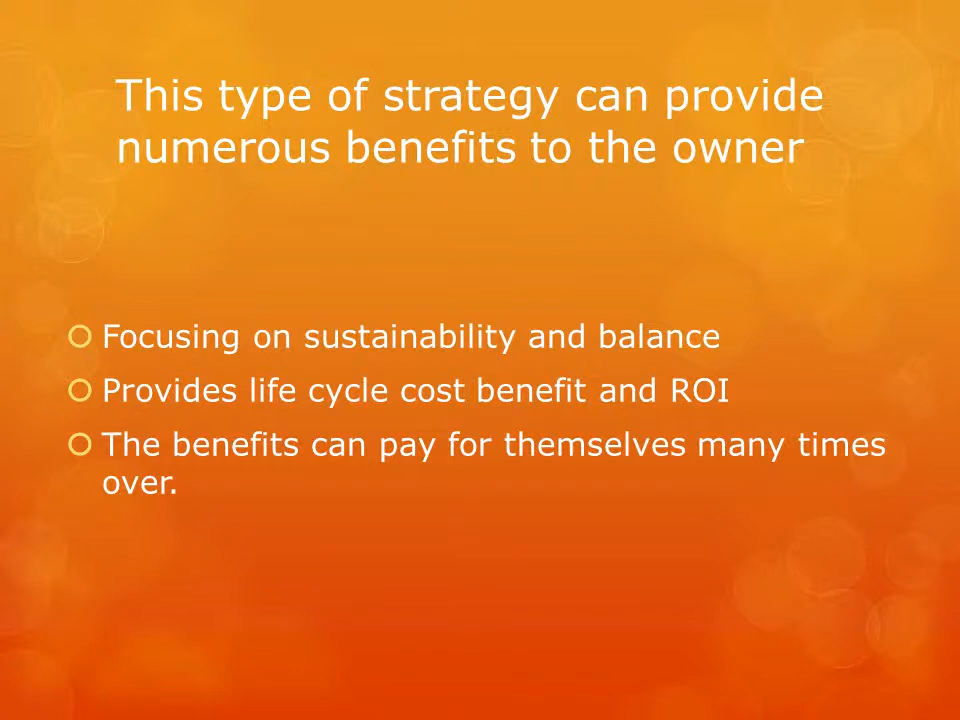 This type of strategy can provide
numerous benefits to the owner
Focusing on sustainability and balance
Provides life cycle cost benefit and ROI
The benefits can pay for themselves many times
over.